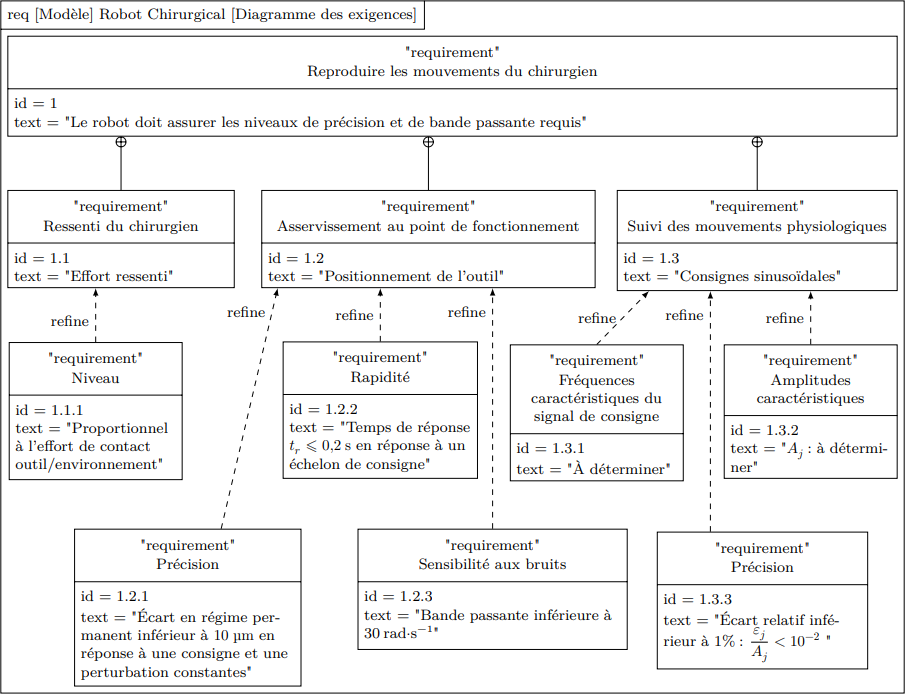 req [Modèle] Robot Chirurgical [Diagramme des exigences]
"requirement"
Reproduire les mouvements du chirurgien
id = 1
text = "Le robot doit assurer les niveaux de précision et de bande passante requis"
"requirement"
Ressenti du chirurgien
id = 1.1
text = "Effort ressenti"
"requirement"
Asservissement au point de fonctionnement
id = 1.2
text = "Positionnement de l'outil"
"requirement"
Suivi des mouvements physiologiques
id = 1.3
text = "Consignes sinusoïdales"
refine
refine
refine
refine
refine
refine
refine
"requirement"
Niveau
id = 1.1.1
text = "Proportionnel
à l'effort de contact
outil/environnement"
"requirement"
Rapidité
id = 1.2.2
text = "Temps de réponse
t_r ⩽ 0,2 s en réponse à un
échelon de consigne"
"requirement"
Fréquences
caractéristiques du
signal de consigne
id = 1.3.1
text = "À déterminer"
"requirement"
Amplitudes
caractéristiques
id = 1.3.2
text = "A_j : à détermi-
ner"
"requirement"
Précision
id = 1.2.1
text = "Écart en régime per-
manent inférieur à 10 µm en
réponse à une consigne et une
perturbation constantes"
"requirement"
Sensibilité aux bruits
id = 1.2.3
text = "Bande passante inférieure à
30 rad·s⁻¹"
"requirement"
Précision
id = 1.3.3
text = "Écart relatif infé-
rieur à 1% : ε_j/A_j < 10⁻² "